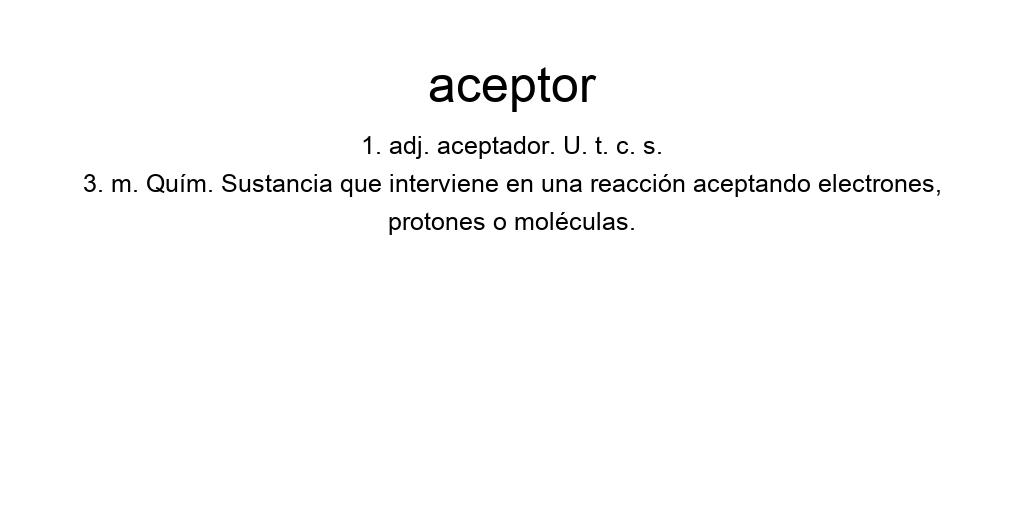 aceptor
1. adj. aceptador. U. t. c. s.
3. m. Quím. Sustancia que interviene en una reacción aceptando electrones,
protones o moléculas.